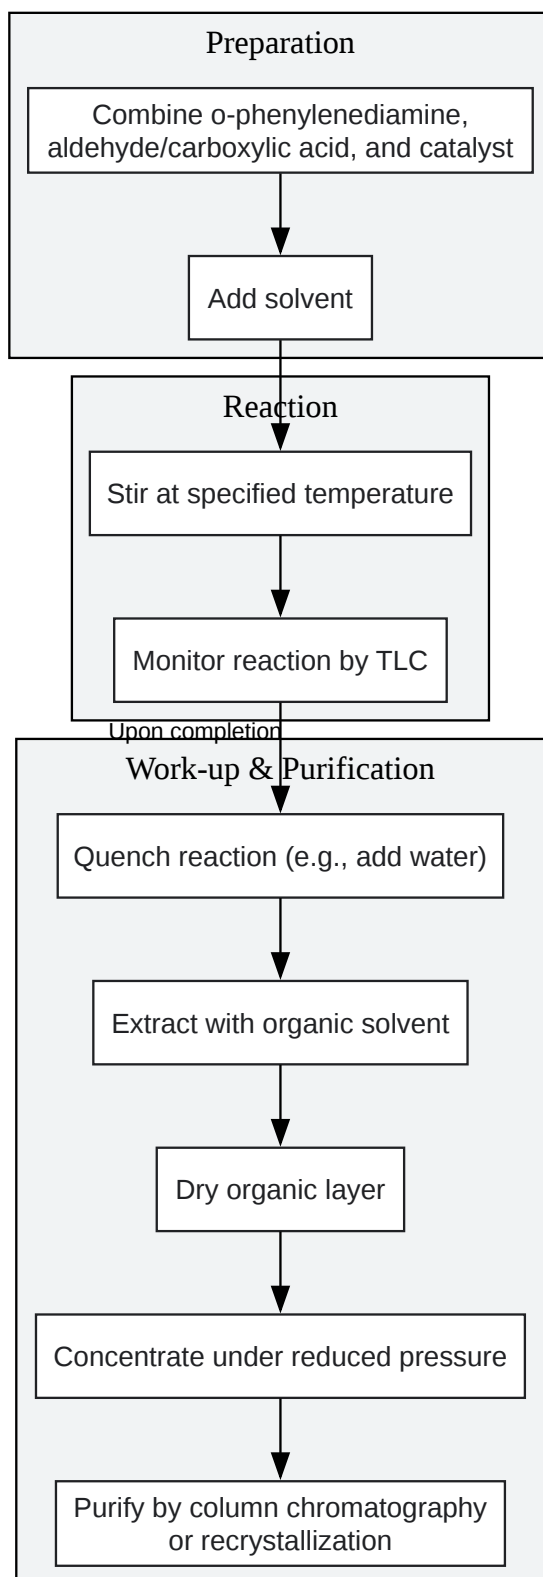 Preparation
Combine o-phenylenediamine,
aldehyde/carboxylic acid, and catalyst
Add solvent
Reaction
Stir at specified temperature
Monitor reaction by TLC
Upon completion
Work-up & Purification
Quench reaction (e.g., add water)
Extract with organic solvent
Dry organic layer
Concentrate under reduced pressure
Purify by column chromatography
or recrystallization